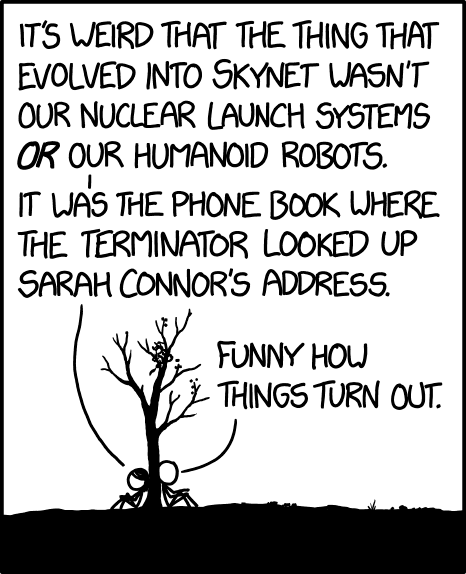 IT'S WEIRD THAT THE THING THAT
EVOLVED INTO SKYNET WASN'T
OUR NUCLEAR LAUNCH SYSTEMS
OR OUR HUMANOID ROBOTS.
IT WAS THE PHONE BOOK WHERE
THE TERMINATOR LOOKED UP
SARAH CONNOR'S ADDRESS.
FUNNY HOW
THINGS TURN OUT.